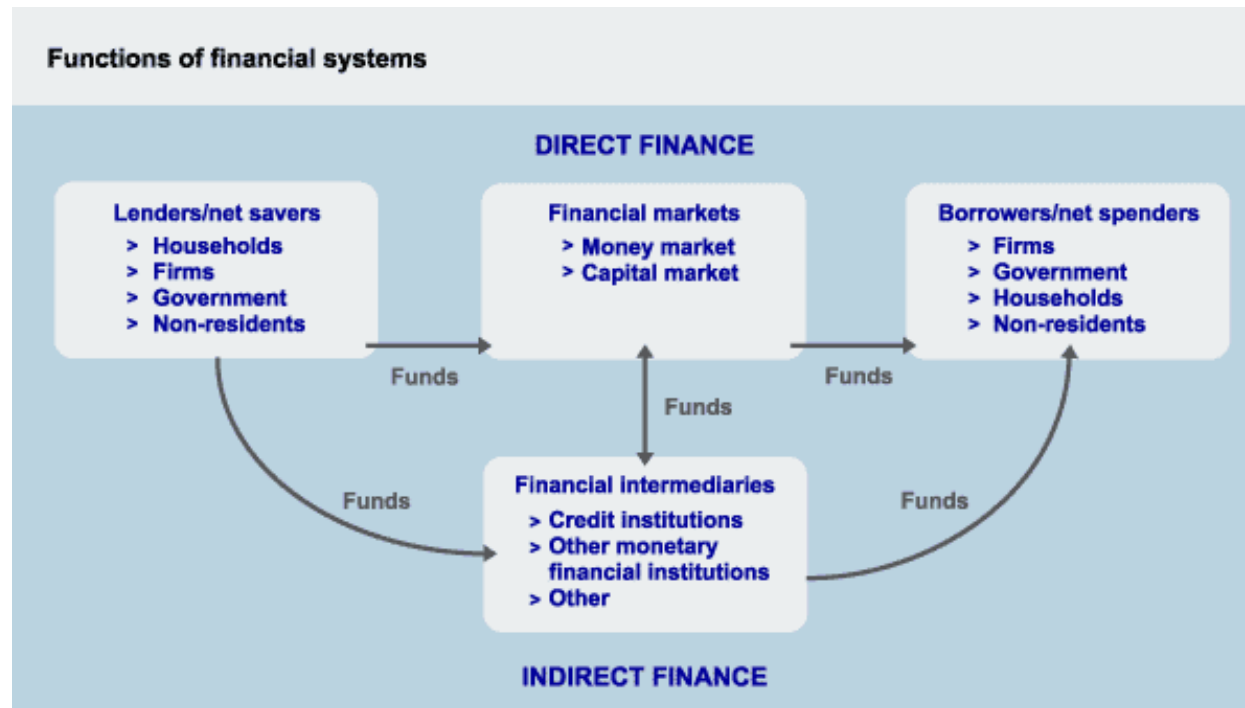 Functions of financial systems
DIRECT FINANCE
Lenders/net savers
> Households
> Firms
> Government
> Non-residents
Financial markets
> Money market
> Capital market
Borrowers/net spenders
> Firms
> Government
> Households
> Non-residents
Funds
Funds
Funds
Funds
Funds
Financial intermediaries
> Credit institutions
> Other monetary
financial institutions
> Other
INDIRECT FINANCE